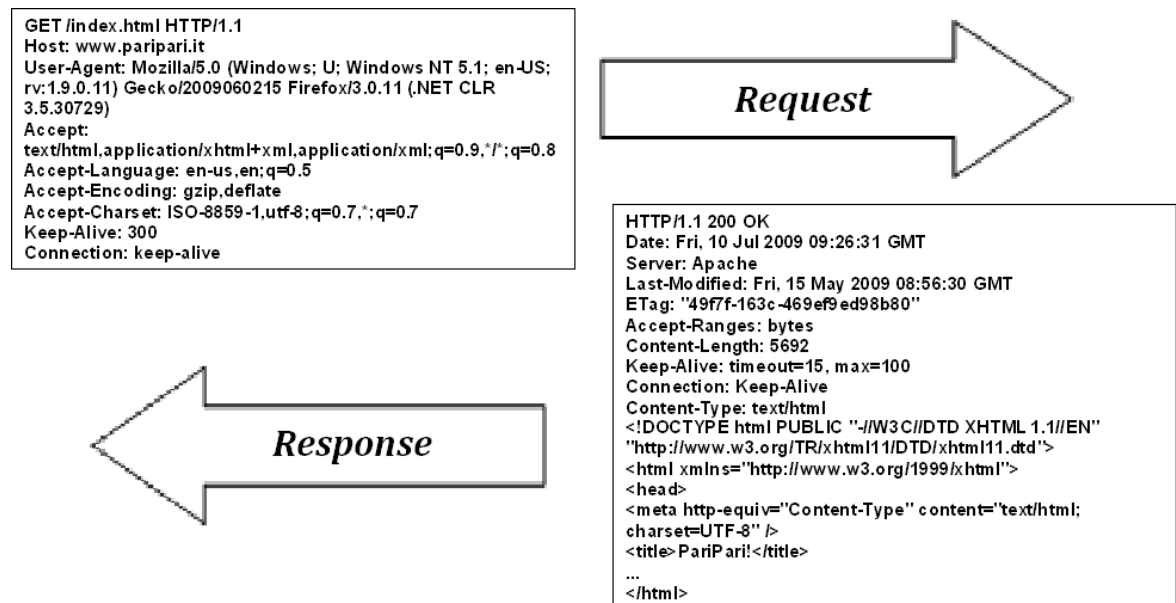 GET /index.html HTTP/1.1
Host: www.paripari.it
User-Agent: Mozilla/5.0 (Windows; U; Windows NT 5.1; en-US;
rv:1.9.0.11) Gecko/2009060215 Firefox/3.0.11 (.NET CLR
3.5.30729)
Accept:
text/html,application/xhtml+xml,application/xml;q=0.9,*/*;q=0.8
Accept-Language: en-us,en;q=0.5
Accept-Encoding: gzip,deflate
Accept-Charset: ISO-8859-1,utf-8;q=0.7,*;q=0.7
Keep-Alive: 300
Connection: keep-alive
Request
HTTP/1.1 200 OK
Date: Fri, 10 Jul 2009 09:26:31 GMT
Server: Apache
Last-Modified: Fri, 15 May 2009 08:56:30 GMT
ETag: "49f7f-163c-469ef9ed98b80"
Accept-Ranges: bytes
Content-Length: 5692
Keep-Alive: timeout=15, max=100
Connection: Keep-Alive
Content-Type: text/html
<!DOCTYPE html PUBLIC "-//W3C//DTD XHTML 1.1//EN"
"http://www.w3.org/TR/xhtml11/DTD/xhtml11.dtd">
<html xmlns="http://www.w3.org/1999/xhtml">
<head>
<meta http-equiv="Content-Type" content="text/html;
charset=UTF-8" />
<title>PariPari!</title>
...
</html>
Response